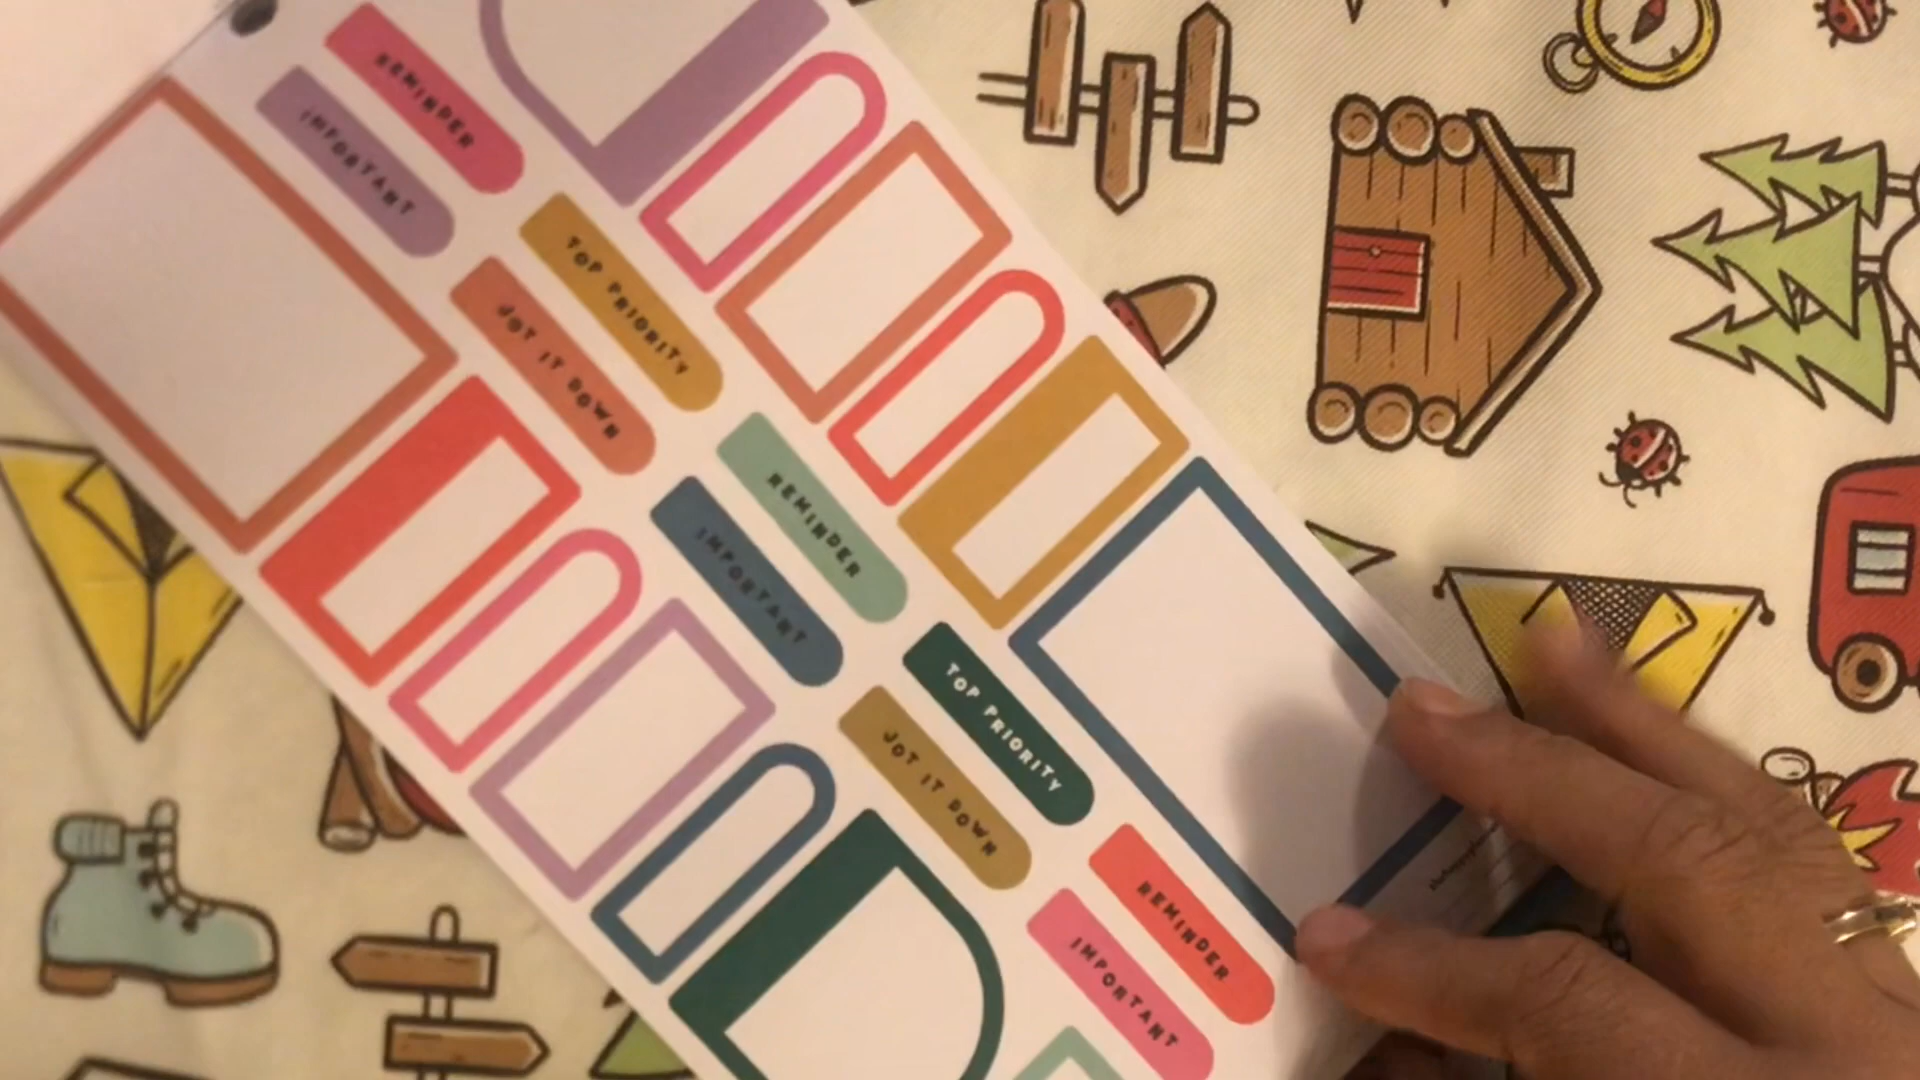 REMINDER
IMPORTANT
TOP PRIORITY
JOT IT DOWN
REMINDER
IMPORTANT
TOP PRIORITY
JOT IT DOWN
REMINDER
IMPORTANT